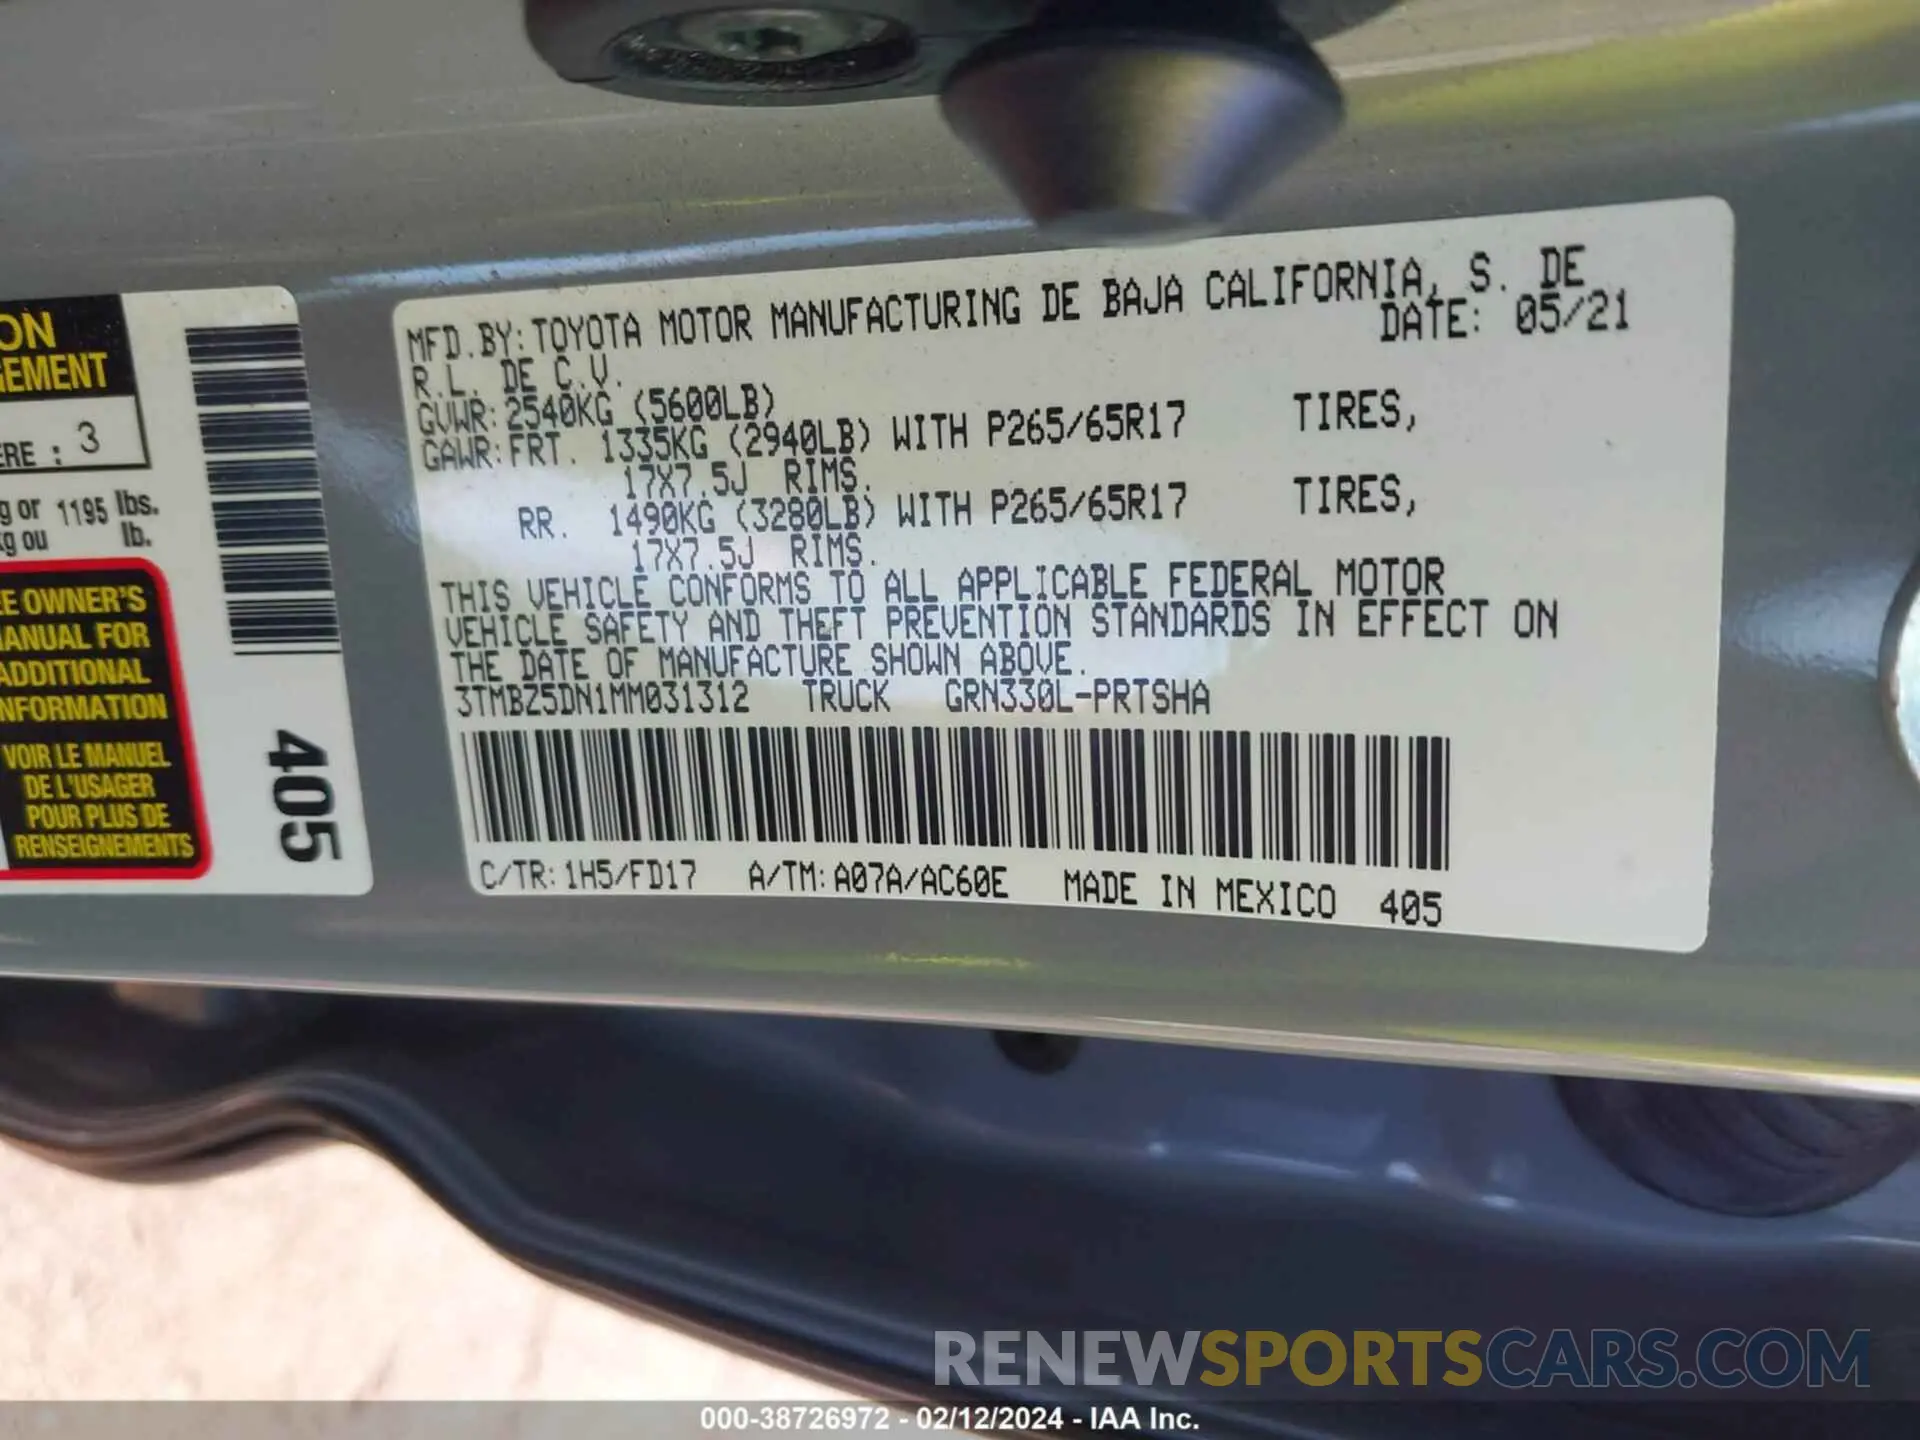 MFD.BY:TOYOTA MOTOR MANUFACTURING DE BAJA CALIFORNIA, S. DE
R.L. DE C.V. DATE: 05/21
GVWR:2540KG (5600LB)
GAWR:FRT. 1335KG (2940LB) WITH P265/65R17 TIRES,
17X7.5J RIMS.
RR. 1490KG (3280LB) WITH P265/65R17 TIRES,
17X7.5J RIMS.
THIS VEHICLE CONFORMS TO ALL APPLICABLE FEDERAL MOTOR
VEHICLE SAFETY AND THEFT PREVENTION STANDARDS IN EFFECT ON
THE DATE OF MANUFACTURE SHOWN ABOVE.
3TMBZ5DN1MM031312 TRUCK GRN330L-PRTSHA
C/TR:1H5/FD17 A/TM:A07A/AC60E MADE IN MEXICO 405
ON
GEMENT
ERE : 3
g or 1195 lbs.
kg ou lb.
EE OWNER'S
MANUAL FOR
ADDITIONAL
NFORMATION
VOIR LE MANUEL
DE L'USAGER
POUR PLUS DE
RENSEIGNEMENTS
405
RENEWSPORTSCARS.COM
000-38726972 - 02/12/2024 - IAA Inc.